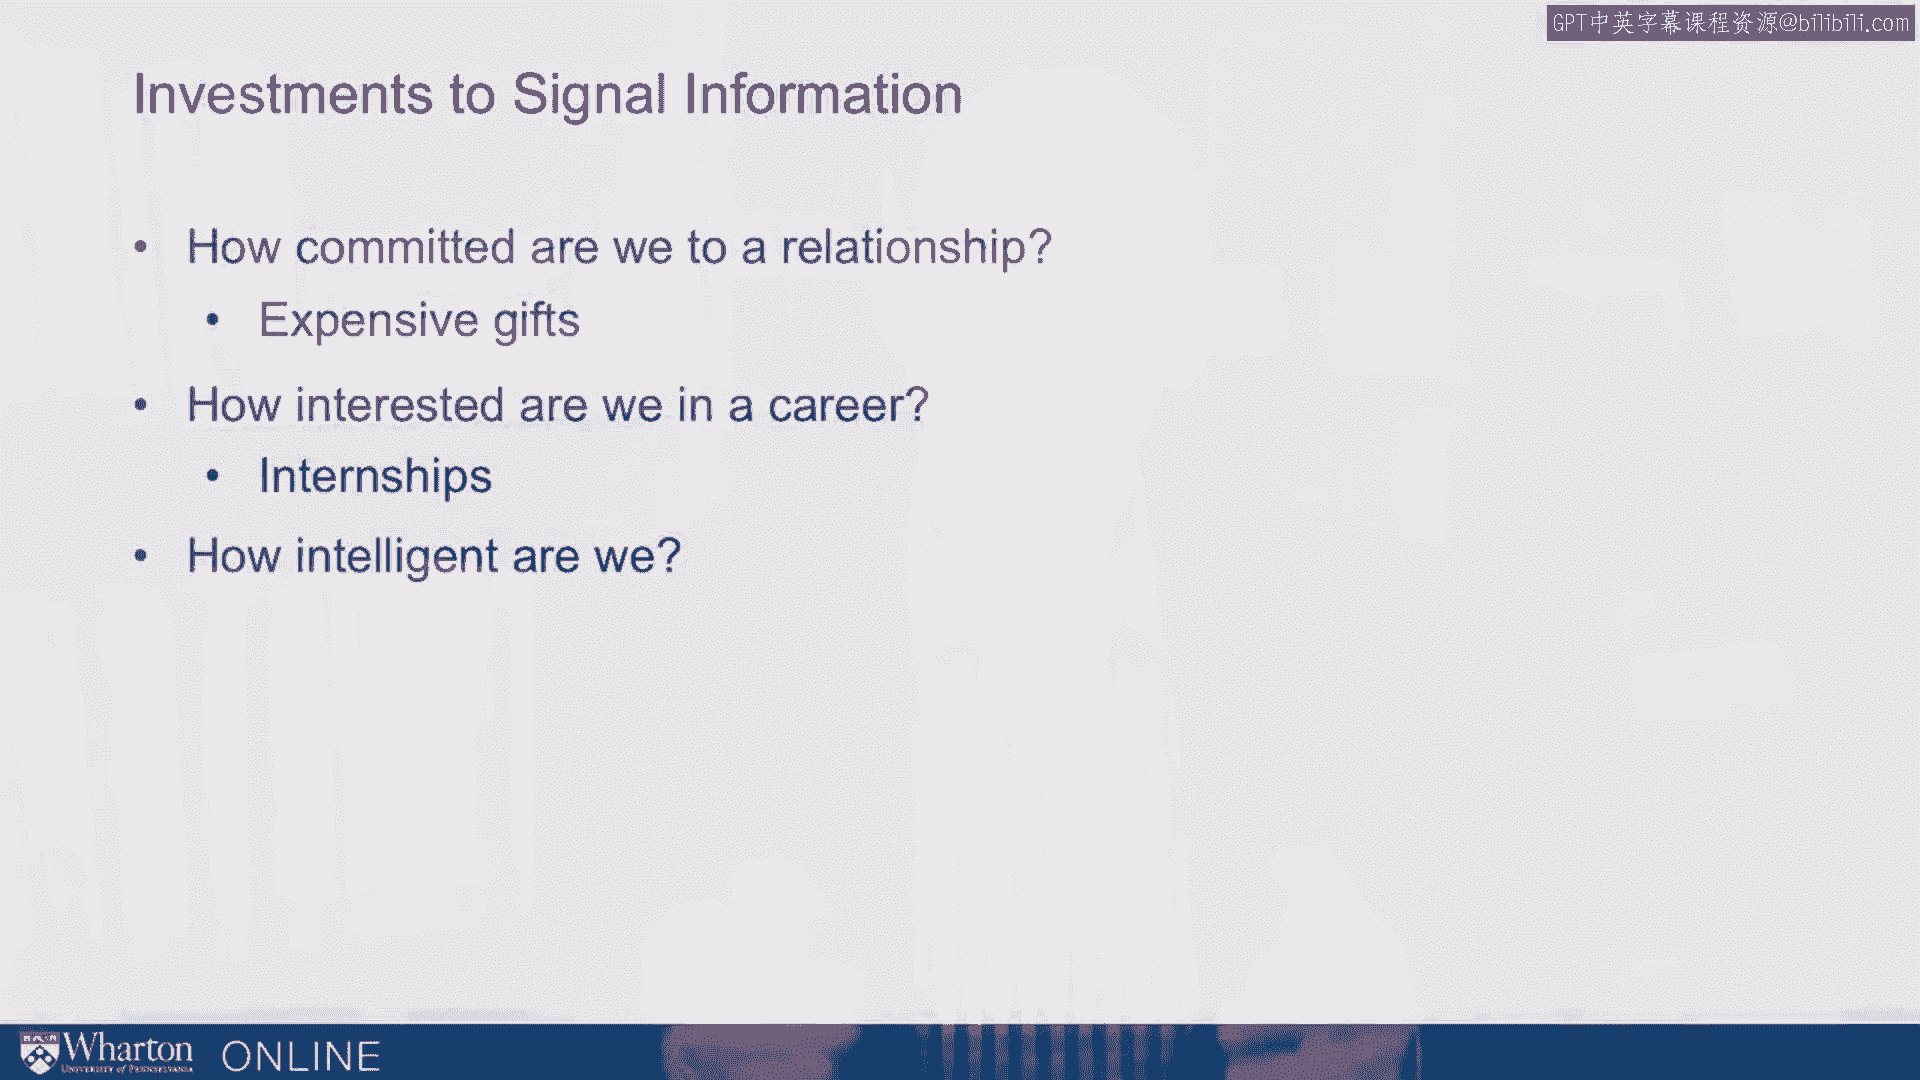 GPT中英字幕课程资源@bilibili.com
Investments to Signal Information
• How committed are we to a relationship?
• Expensive gifts
• How interested are we in a career?
• Internships
• How intelligent are we?
Wharton ONLINE
UNIVERSITY of PENNSYLVANIA